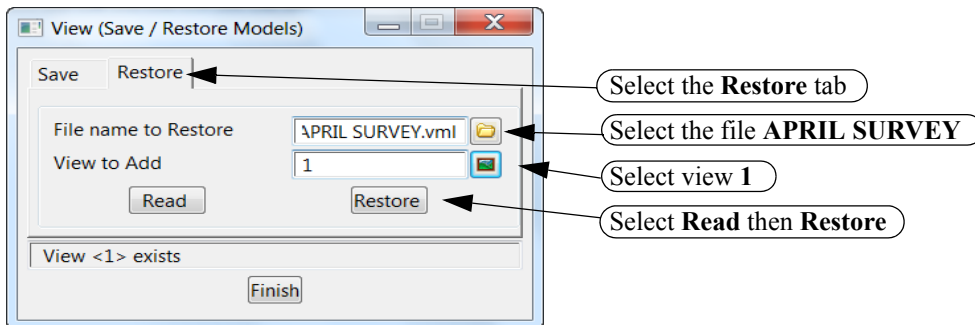 View (Save / Restore Models)
Save Restore
Select the Restore tab
File name to Restore APRIL SURVEY.vml
Select the file APRIL SURVEY
View to Add 1
Select view 1
Read Restore
Select Read then Restore
View <1> exists
Finish